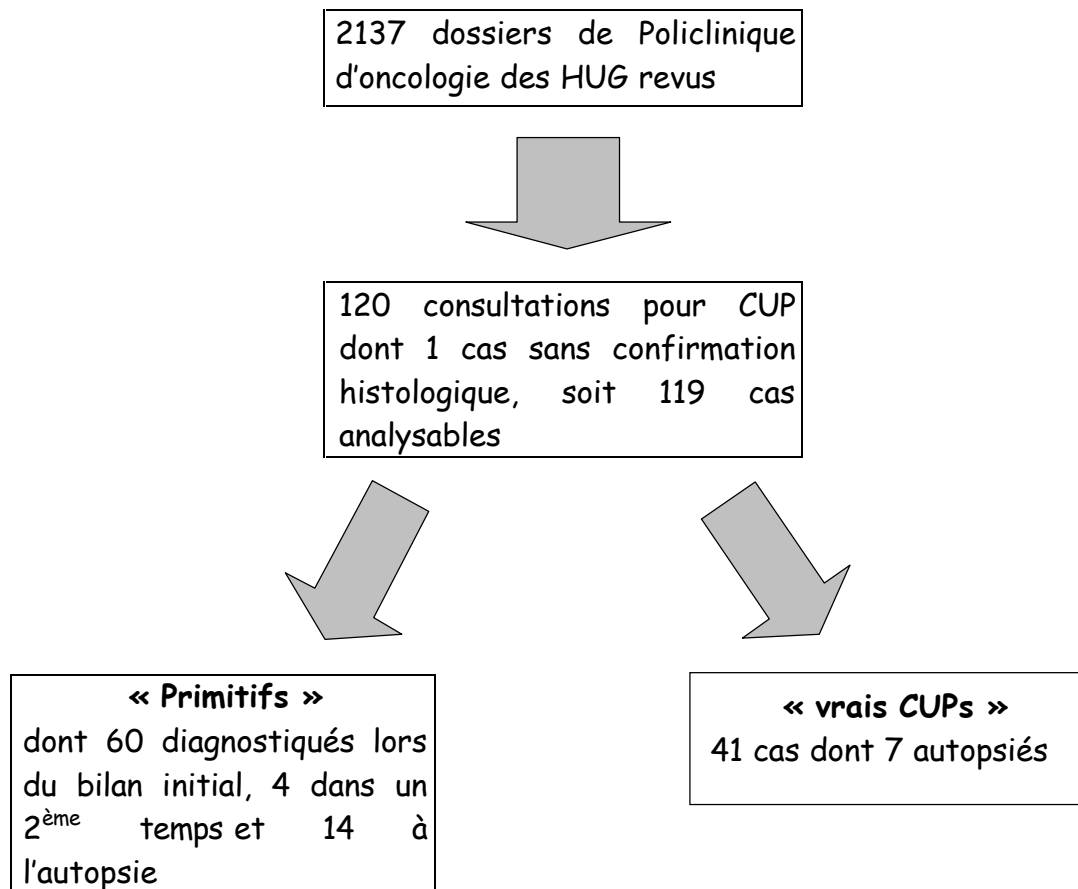 2137 dossiers de Policlinique
d'oncologie des HUG revus
120 consultations pour CUP
dont 1 cas sans confirmation
histologique, soit 119 cas
analysables
« Primitifs »
dont 60 diagnostiqués lors
du bilan initial, 4 dans un
2ème temps et 14 à
l'autopsie
« vrais CUPs »
41 cas dont 7 autopsiés